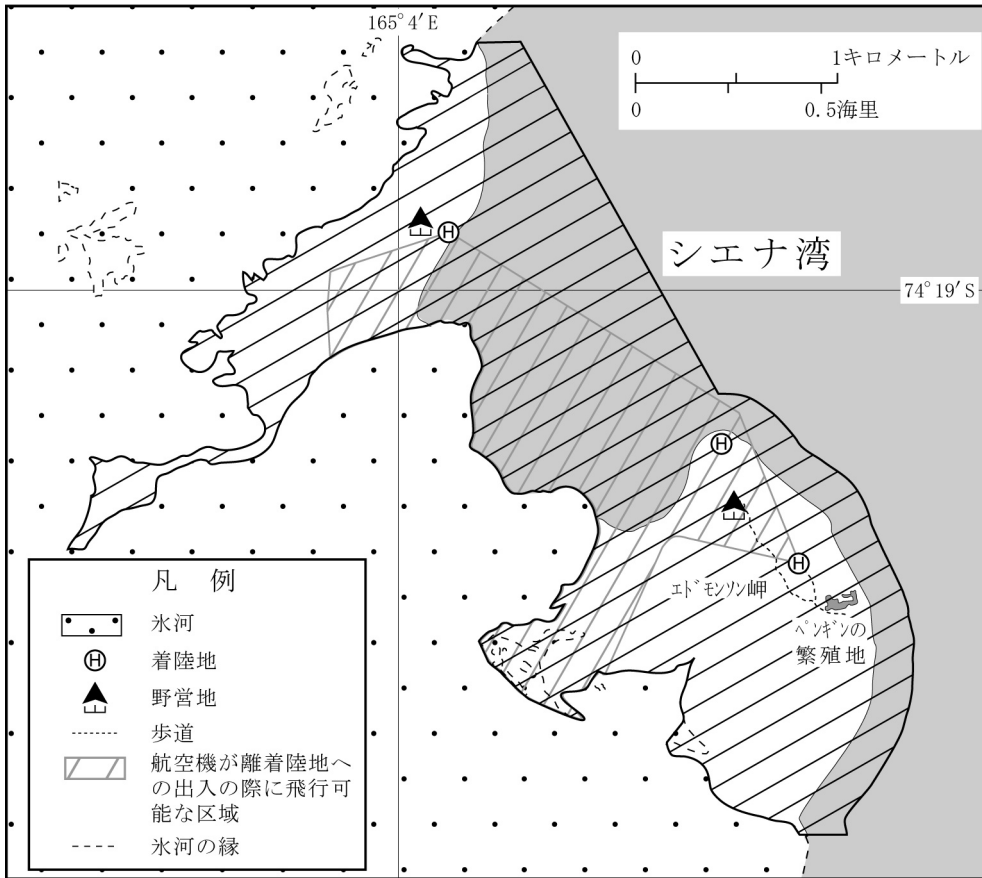 165°4′E
0 1キロメートル
0 0.5海里
シエナ湾
74°19′S
エドモンソン岬
ペンギンの
繁殖地
凡 例
氷河
Ⓗ 着陸地
野営地
歩道
航空機が離着陸地へ
の出入の際に飛行可
能な区域
氷河の縁
Ⓗ
Ⓗ
Ⓗ